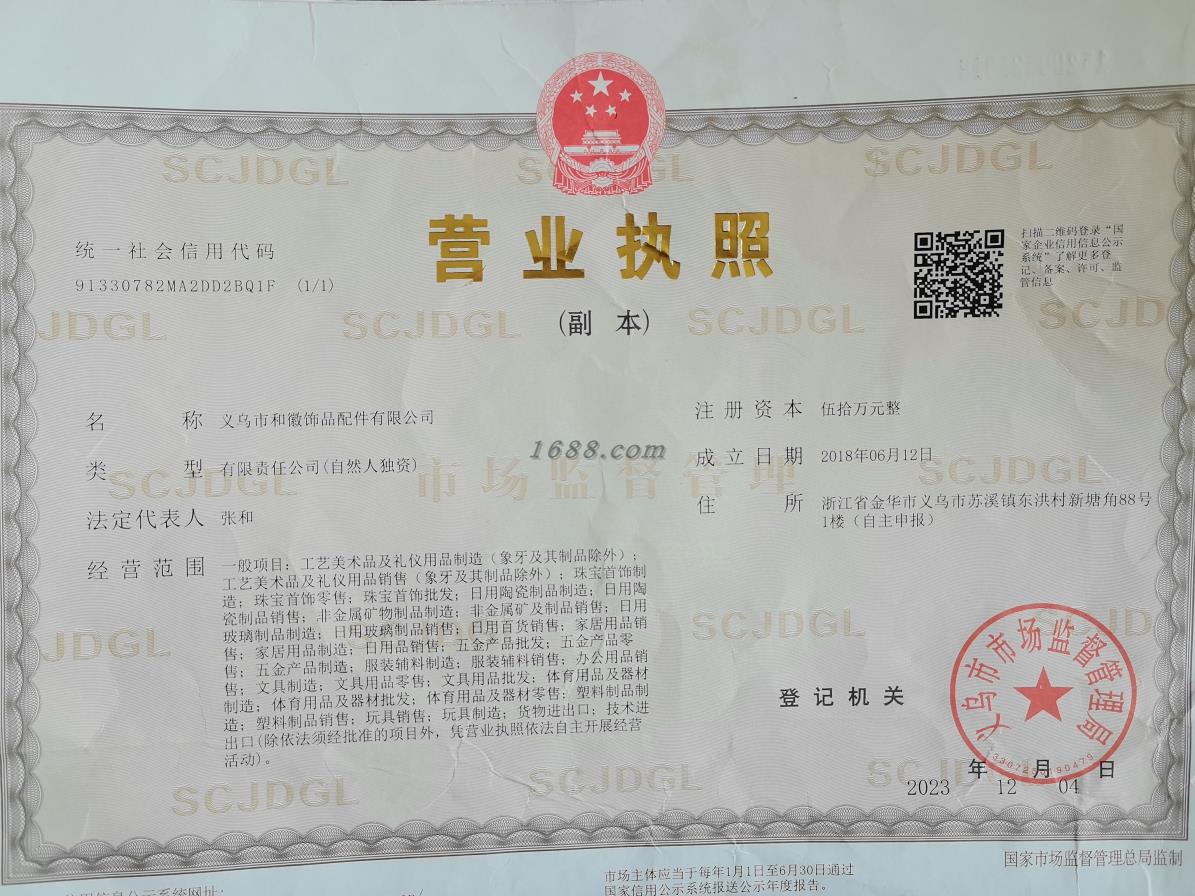 SCJDGL
SCJDGL
营业执照
(副 本)
统一社会信用代码
91330782MA2DD2BQ1F (1/1)
扫描二维码登录“国
家企业信用信息公示
系统”了解更多登
记、备案、许可、监
管信息
JDGL
SCJDGL
SCJDGL
SCJD
名 称 义乌市和徽饰品配件有限公司
类 型 有限责任公司(自然人独资)
法定代表人 张和
经营范围 一般项目：工艺美术品及礼仪用品制造（象牙及其制品除外）；
工艺美术品及礼仪用品销售（象牙及其制品除外）；珠宝首饰制
造；珠宝首饰零售；珠宝首饰批发；日用陶瓷制品制造；日用陶
瓷制品销售；非金属矿物制品制造；非金属矿及制品销售；日用
玻璃制品制造；日用玻璃制品销售；日用百货销售；家居用品销
售；家居用品制造；日用品销售；五金产品批发；五金产品零
售；五金产品制造；服装辅料制造；服装辅料销售；办公用品销
售；文具制造；文具用品零售；文具用品批发；体育用品及器材
制造；体育用品及器材批发；体育用品及器材零售；塑料制品制
造；塑料制品销售；玩具销售；玩具制造；货物进出口；技术进
出口(除依法须经批准的项目外，凭营业执照依法自主开展经营
活动)。
注册资本 伍拾万元整
成立日期 2018年06月12日
住 所 浙江省金华市义乌市苏溪镇东洪村新塘角88号
1楼（自主申报）
1688.com
SCJDGL
市场监督管理
SCJDGL
JDGL
SCJDGL
登记机关
义乌市市场监督管理局
2023年12月04日
SCJDGL
SCJDGL
市场主体应当于每年1月1日至6月30日通过
国家信用公示系统报送公示年度报告。
国家市场监督管理总局监制